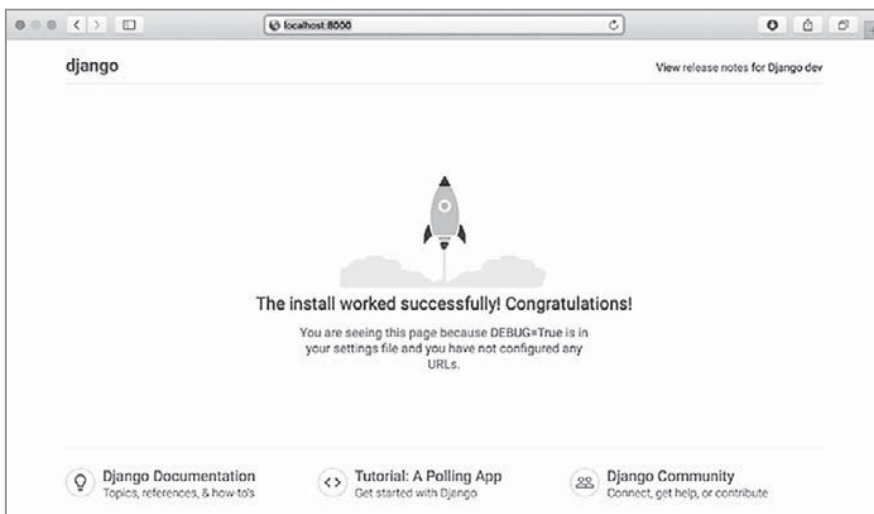 localhost:8000
django
View release notes for Django dev
The install worked successfully! Congratulations!
You are seeing this page because DEBUG=True is in
your settings file and you have not configured any
URLs.
Django Documentation
Topics, references, & how-to's
Tutorial: A Polling App
Get started with Django
Django Community
Connect, get help, or contribute